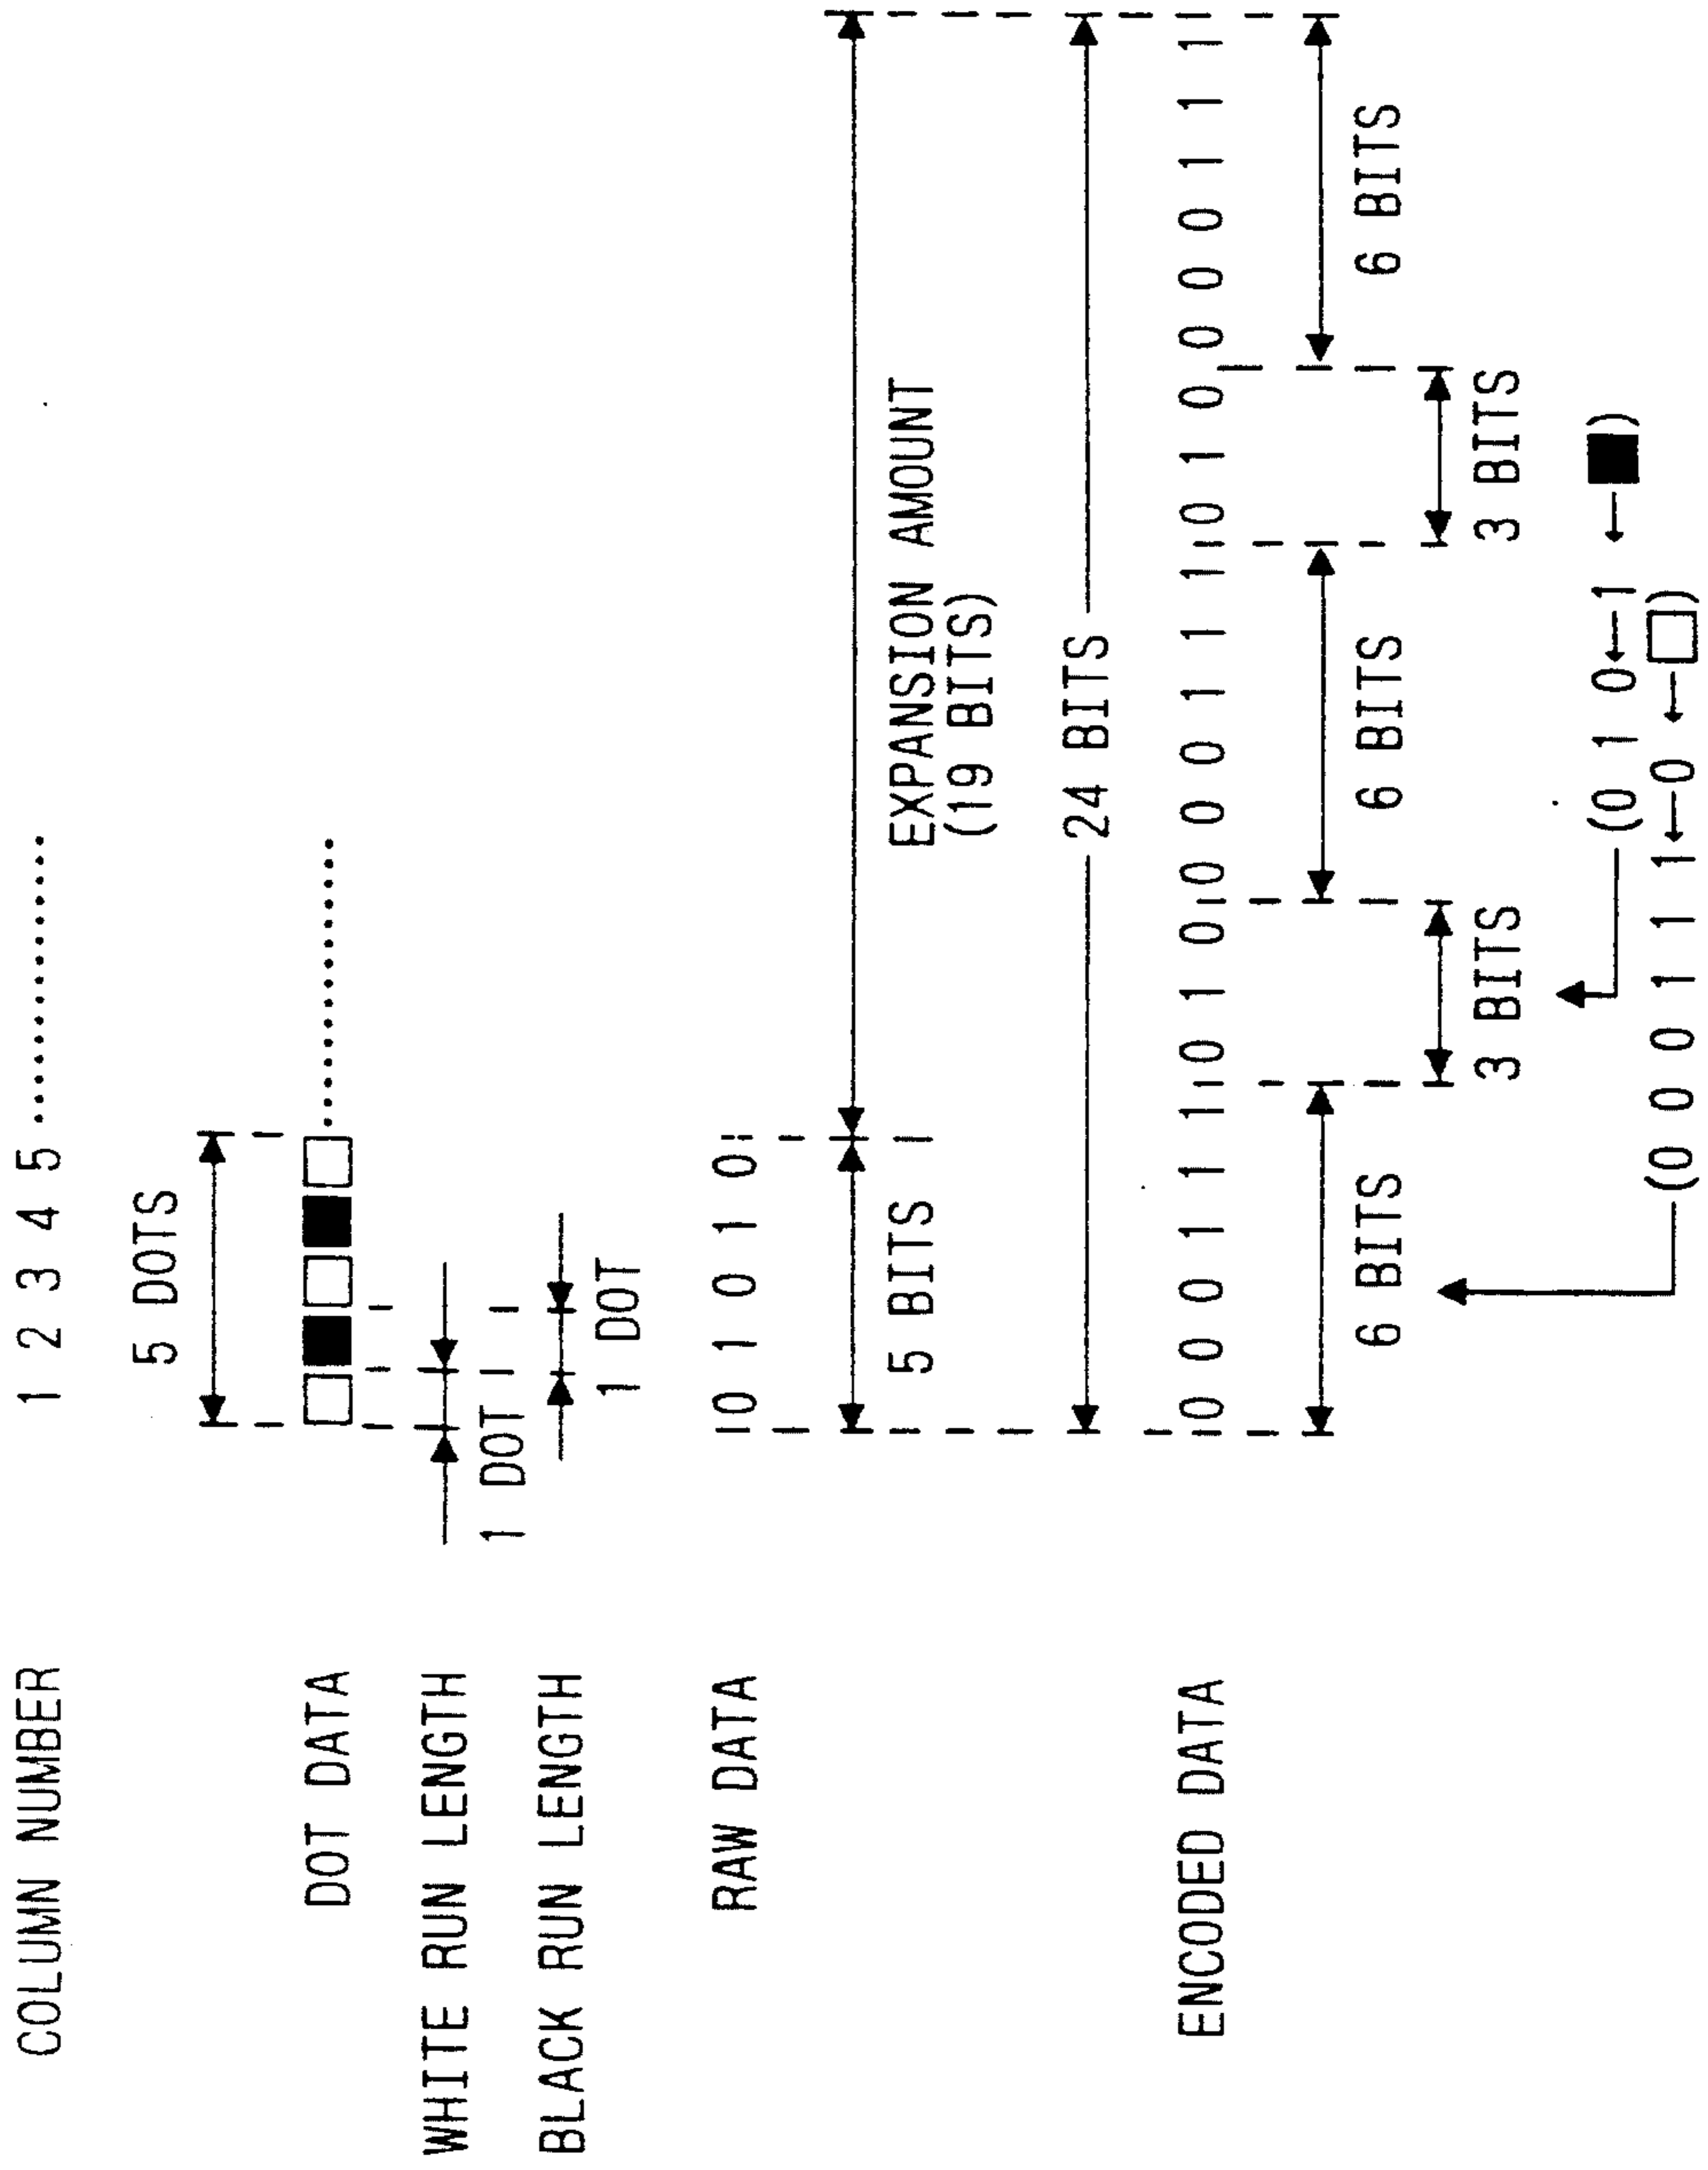 COLUMN NUMBER 1 2 3 4 5 ...............
5 DOTS
DOT DATA ...............
WHITE RUN LENGTH
1 DOT
BLACK RUN LENGTH
1 DOT
RAW DATA 0 1 0 1 0
5 BITS EXPANSION AMOUNT
(19 BITS)
24 BITS
ENCODED DATA 0 0 0 1 1 1 0 1 0 0 0 0 1 1 1 0 1 0 0 0 0 1 1 1
6 BITS 6 BITS 6 BITS
3 BITS 3 BITS
(0 1 0 ← 1 ← ■)
(0 0 0 1 1 1 ← 0 ← □)